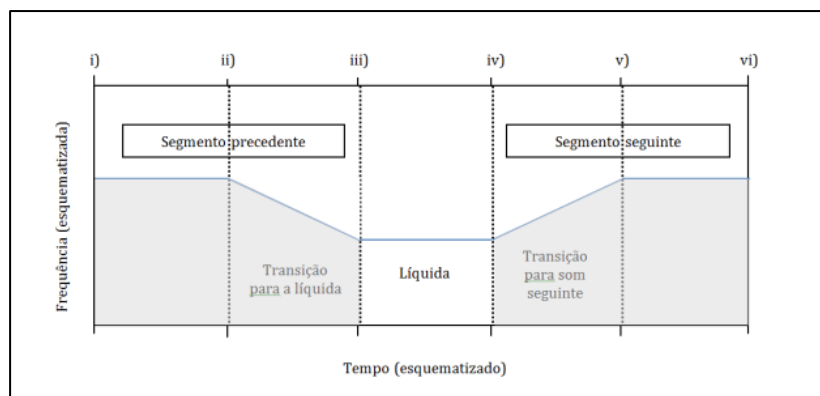 i) ii) iii) iv) v) vi)
Segmento precedente
Segmento seguinte
Frequência (esquematizada)
Transição
para a líquida
Líquida
Transição
para som
seguinte
Tempo (esquematizado)